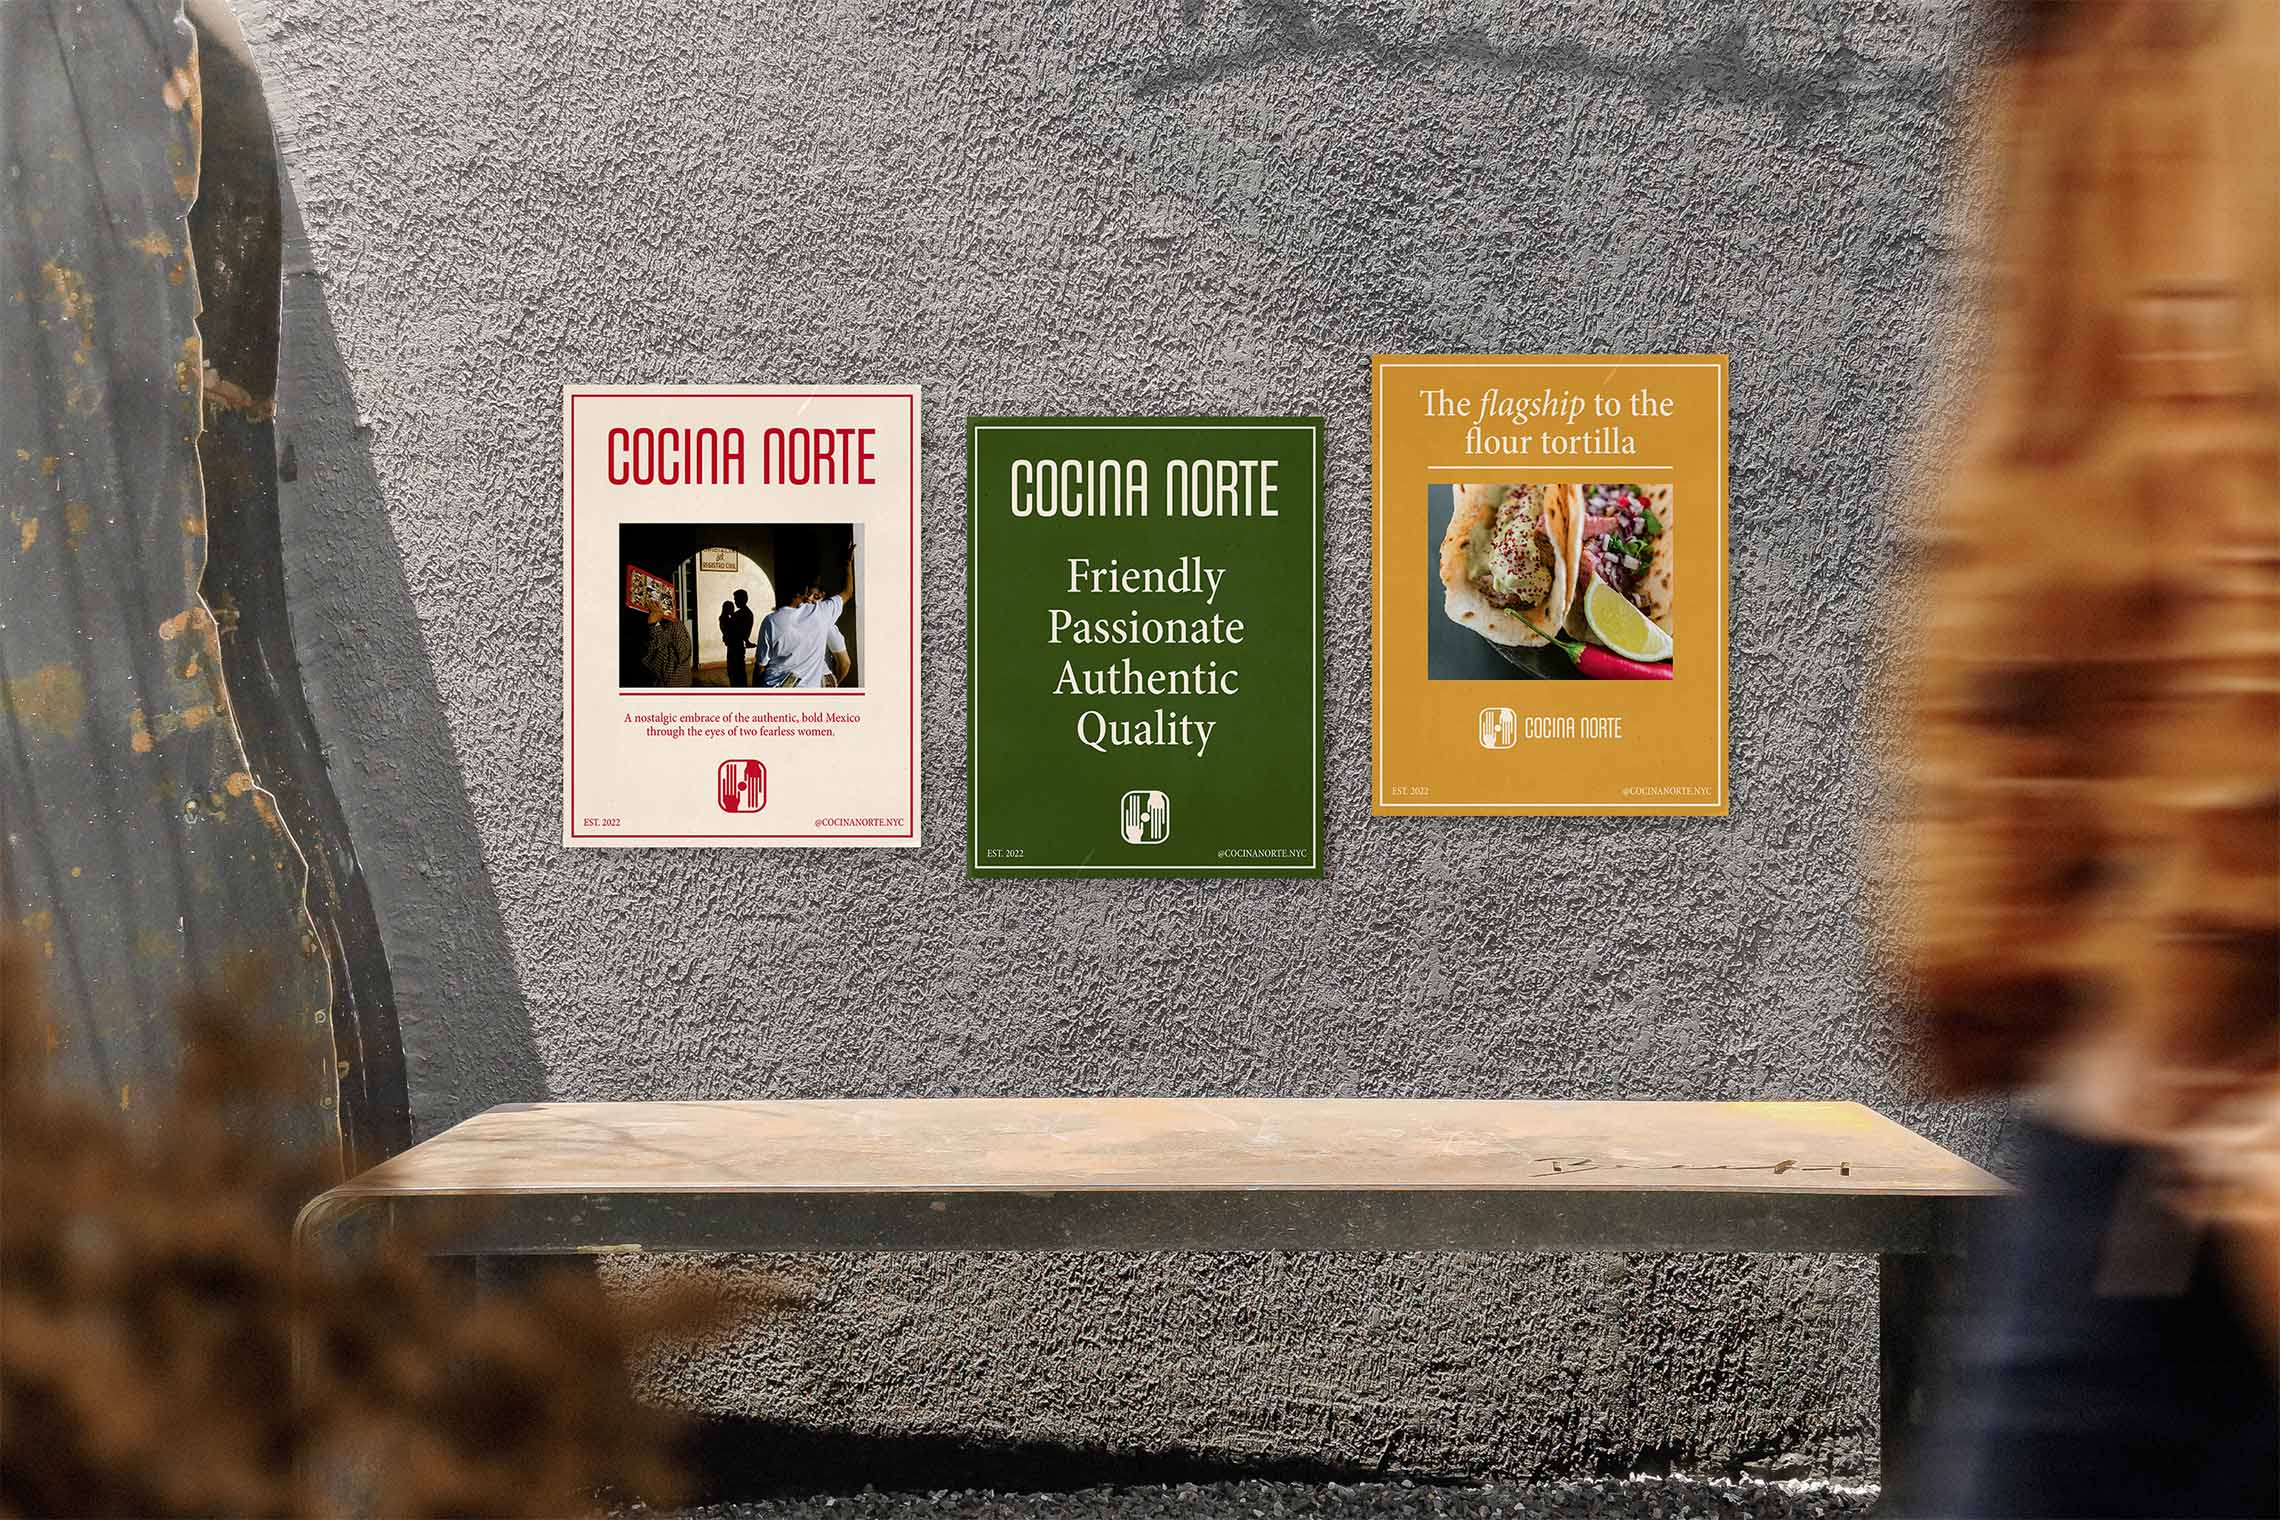 COCINA NORTE
REGISTRO CIVIL
A nostalgic embrace of the authentic, bold Mexico
through the eyes of two fearless women.
EST. 2022
@COCINANORTE.NYC
COCINA NORTE
Friendly
Passionate
Authentic
Quality
EST. 2022
@COCINANORTE.NYC
The flagship to the
flour tortilla
COCINA NORTE
EST. 2022
@COCINANORTE.NYC